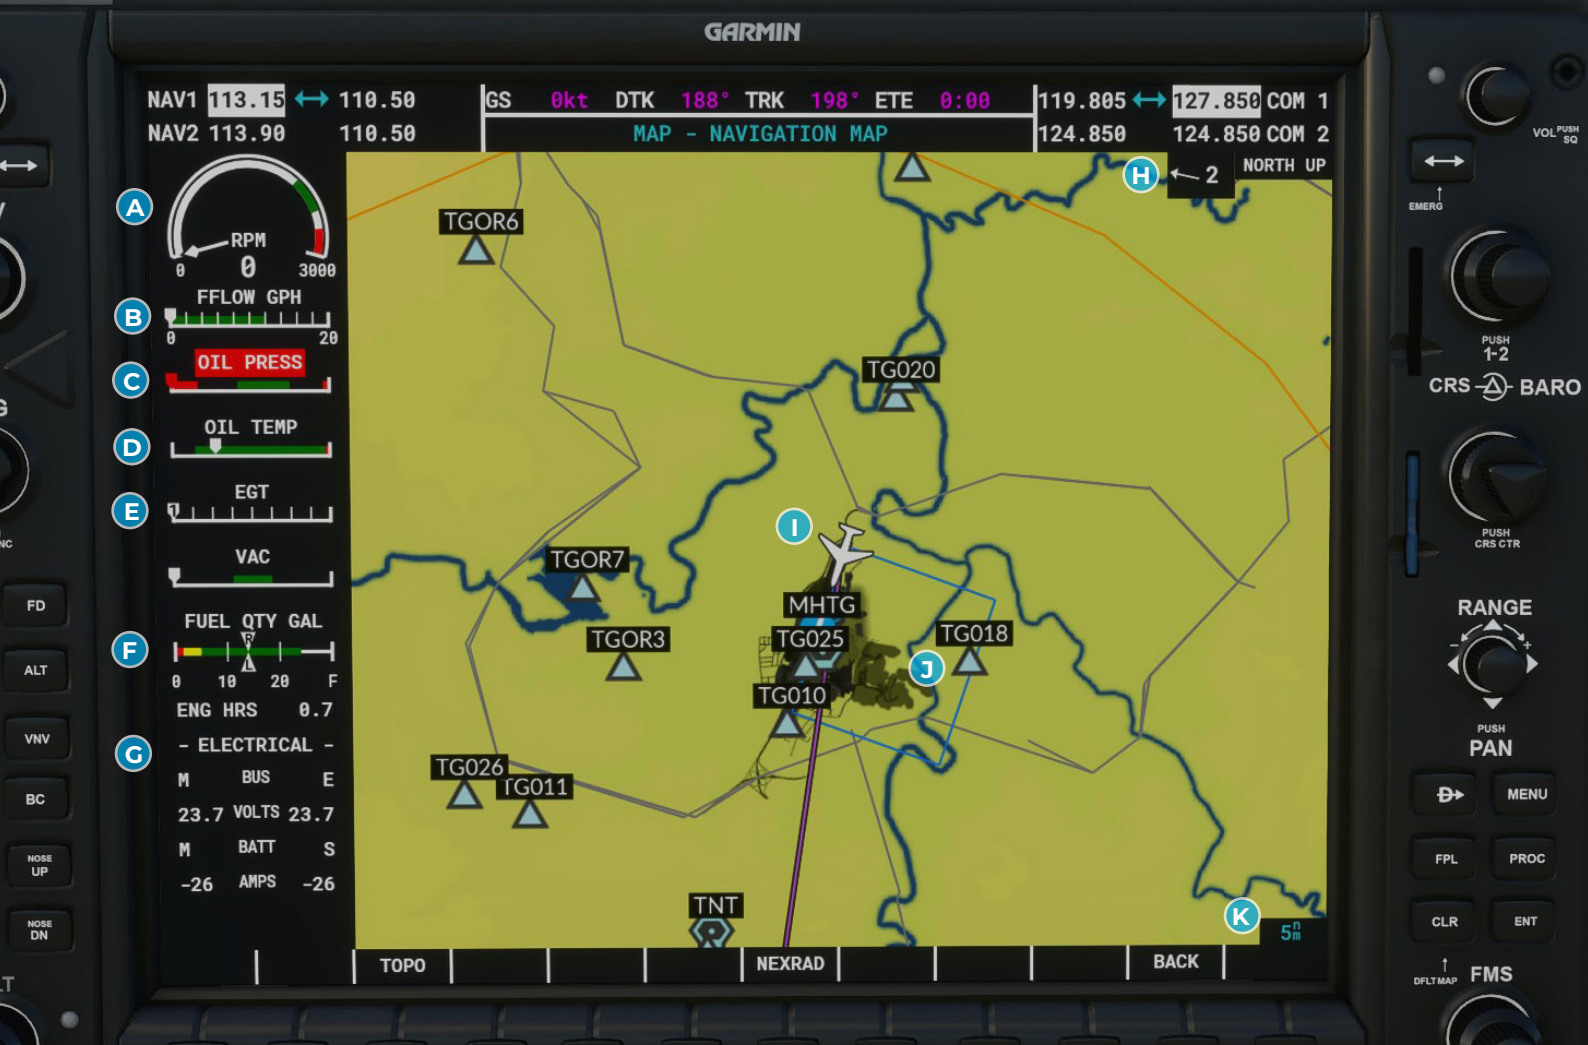 GARMIN
NAV1 113.15 ↔ 110.50
NAV2 113.90 110.50
GS 0kt DTK 188° TRK 198° ETE 0:00
MAP - NAVIGATION MAP
119.805 ↔ 127.850 COM 1
124.850 124.850 COM 2
VOL PUSH SQ
EMERG
NORTH UP
H
2
A
RPM
0
0 3000
B
FFLOW GPH
0 20
C
OIL PRESS
D
OIL TEMP
E
EGT
1
VAC
F
FUEL QTY GAL
R
L
0 10 20 F
ENG HRS 0.7
G
- ELECTRICAL -
M BUS E
23.7 VOLTS 23.7
M BATT S
-26 AMPS -26
TGOR6
TG020
I
TGOR7
MHTG
TGOR3
TG025
TG018
J
TG010
TG026
TG011
TNT
K
5nm
TOPO
NEXRAD
BACK
PUSH
1-2
CRS BARO
PUSH
CRS CTR
RANGE
- +
PUSH
PAN
D
MENU
FPL
PROC
CLR
ENT
DFLT MAP
FMS
FD
ALT
VNV
BC
NOSE
UP
NOSE
DN